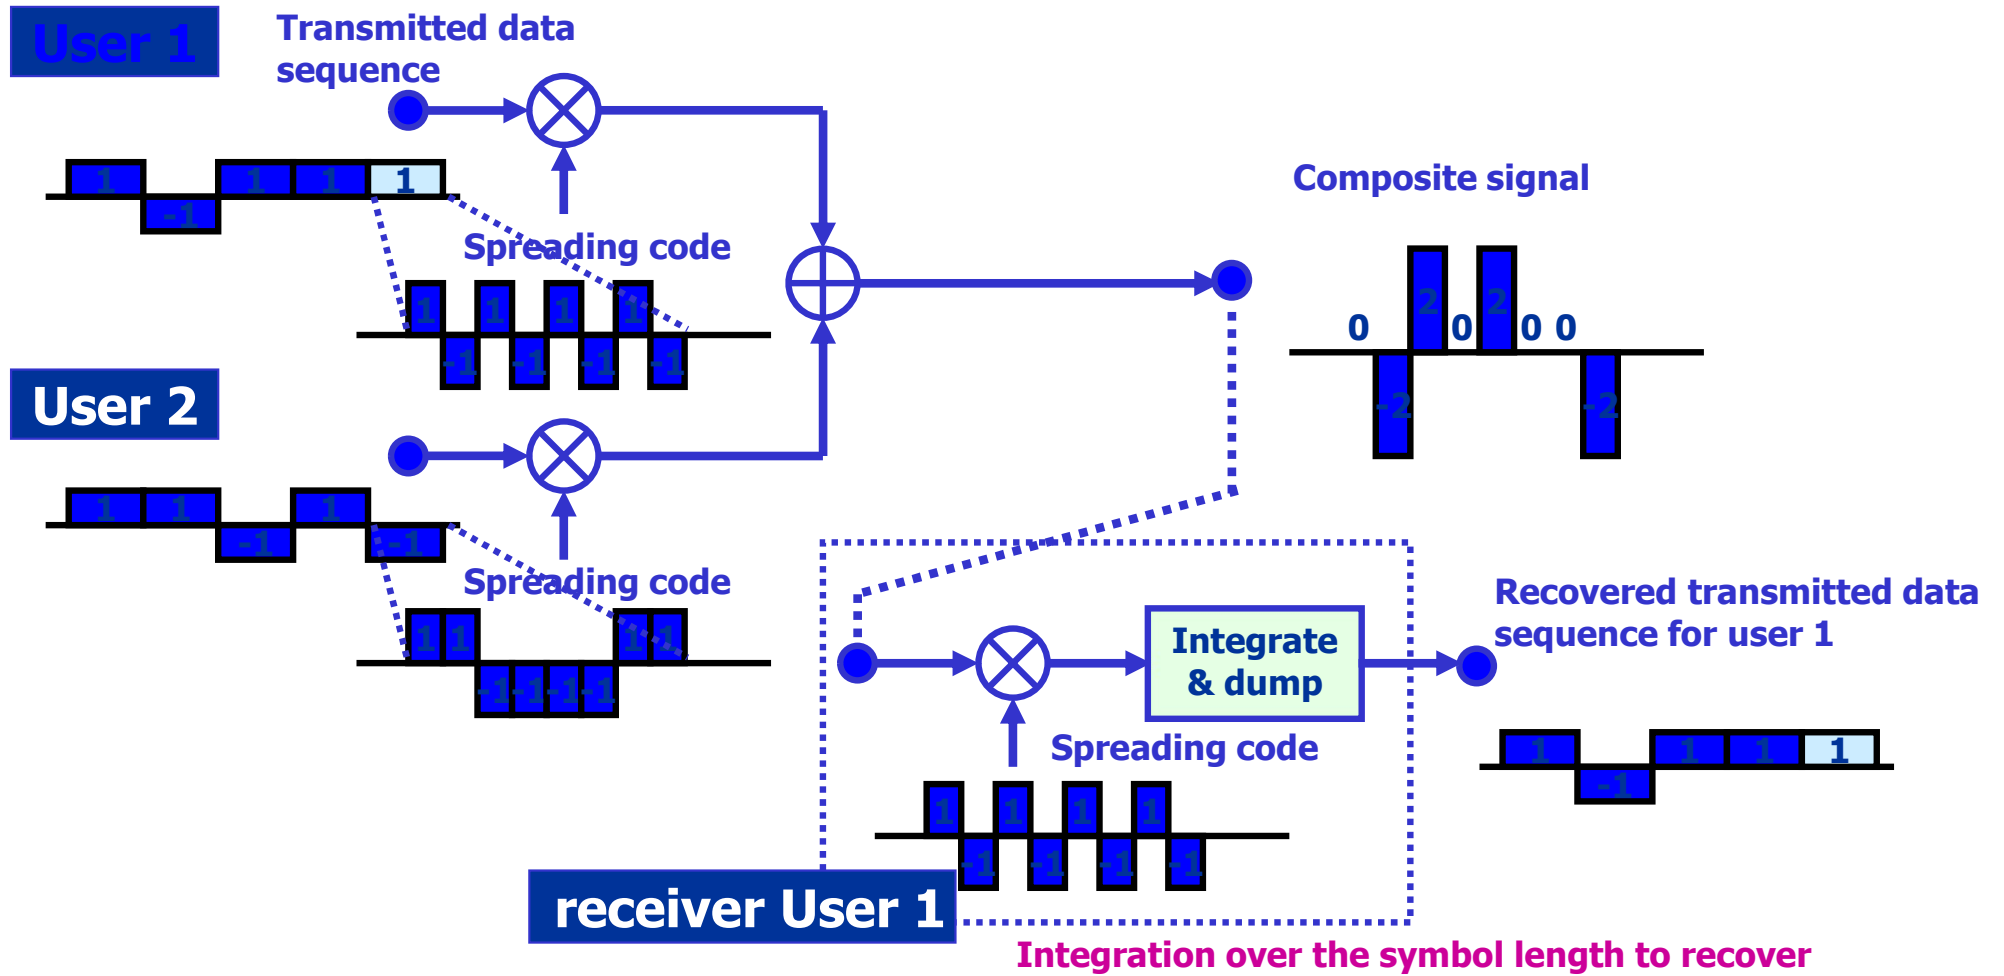 User 1
Transmitted data
sequence
1 -1 1 1 1
Spreading code
1 -1 1 -1 1 -1 1 -1
Composite signal
0 -2 2 0 2 0 0 -2
User 2
1 1 -1 1 -1
Spreading code
1 1 -1 -1 -1 -1 1 1
Integrate
& dump
Spreading code
1 -1 1 -1 1 -1 1 -1
Recovered transmitted data
sequence for user 1
1 -1 1 1 1
receiver User 1
Integration over the symbol length to recover